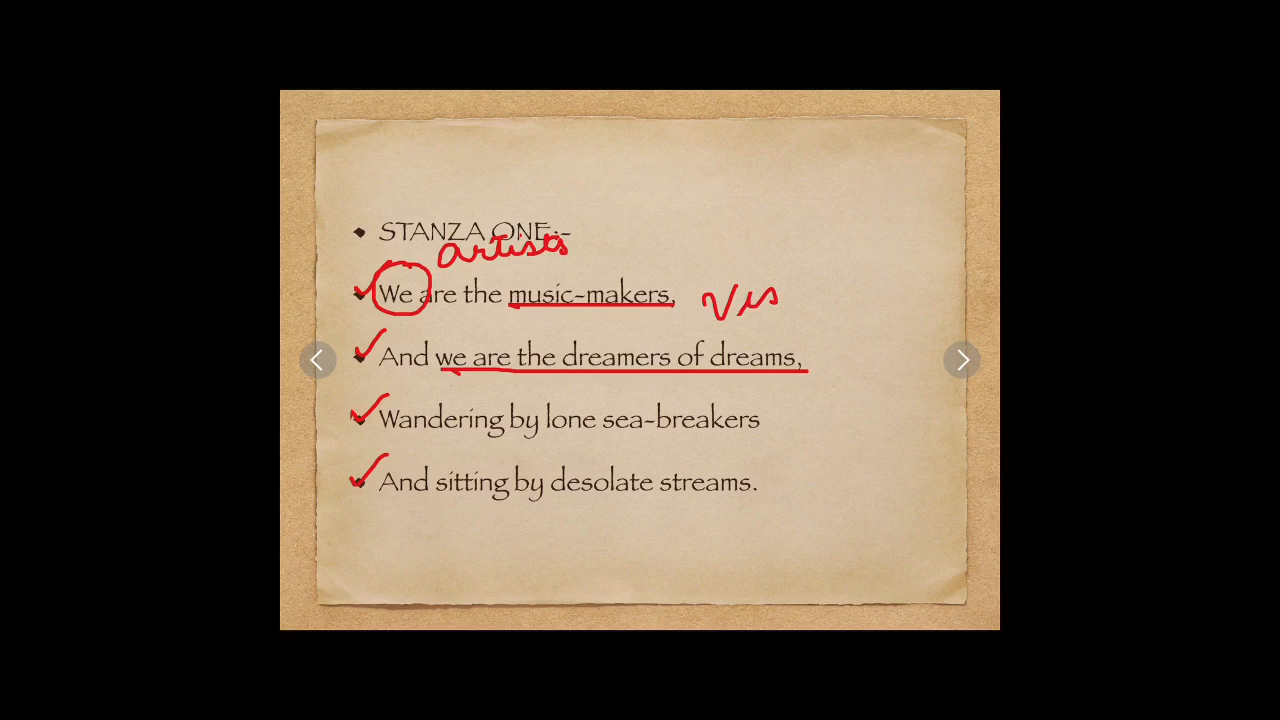 STANZA ONE:-
artists
We are the music-makers,
And we are the dreamers of dreams,
Wandering by lone sea-breakers
And sitting by desolate streams.